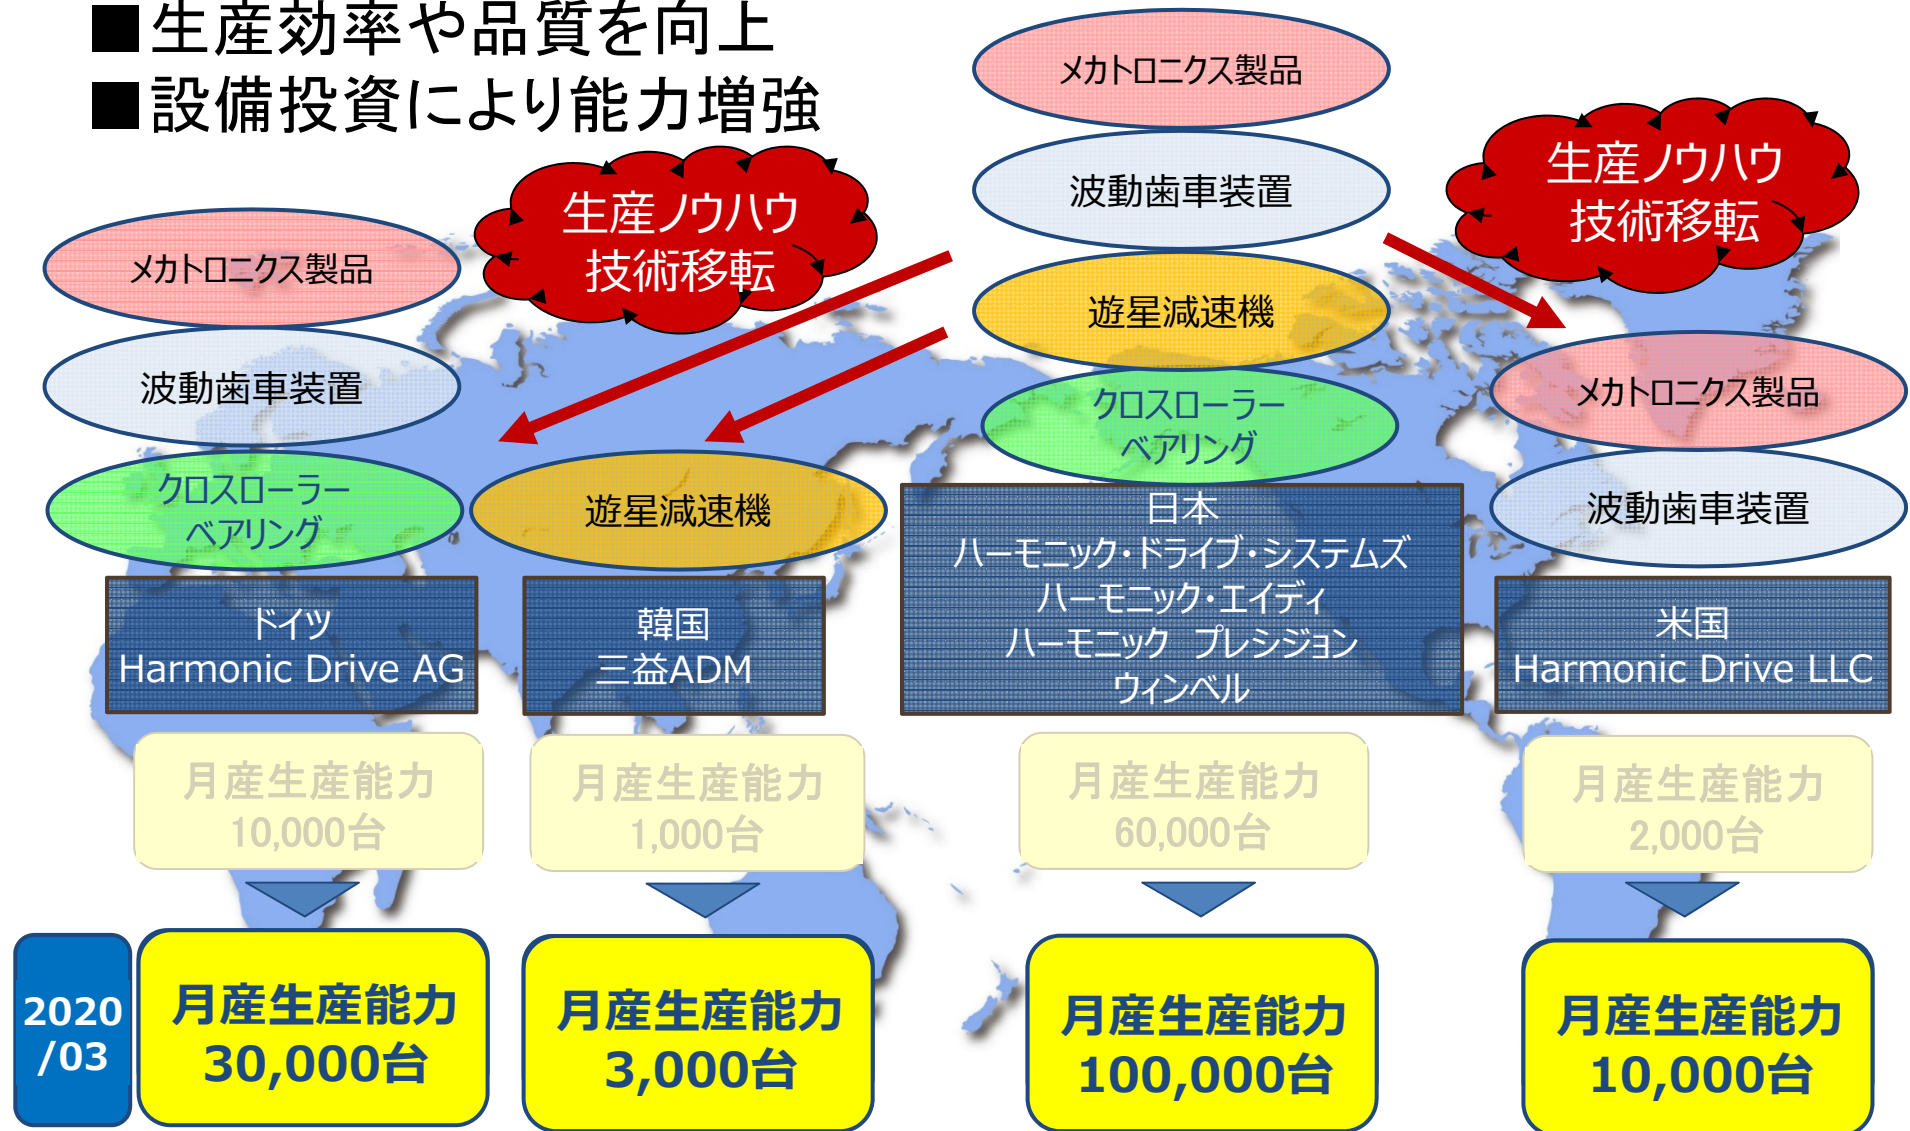 ■生産効率や品質を向上
■設備投資により能力増強
メカトロニクス製品
波動歯車装置
クロスローラー
ベアリング
ドイツ
Harmonic Drive AG
月産生産能力
10,000台
生産ノウハウ
技術移転
遊星減速機
韓国
三益ADM
月産生産能力
1,000台
メカトロニクス製品
波動歯車装置
遊星減速機
クロスローラー
ベアリング
日本
ハーモニック・ドライブ・システムズ
ハーモニック・エイディ
ハーモニック　プレシジョン
ウィンベル
月産生産能力
60,000台
生産ノウハウ
技術移転
メカトロニクス製品
波動歯車装置
米国
Harmonic Drive LLC
月産生産能力
2,000台
2020
/03
月産生産能力
30,000台
月産生産能力
3,000台
月産生産能力
100,000台
月産生産能力
10,000台